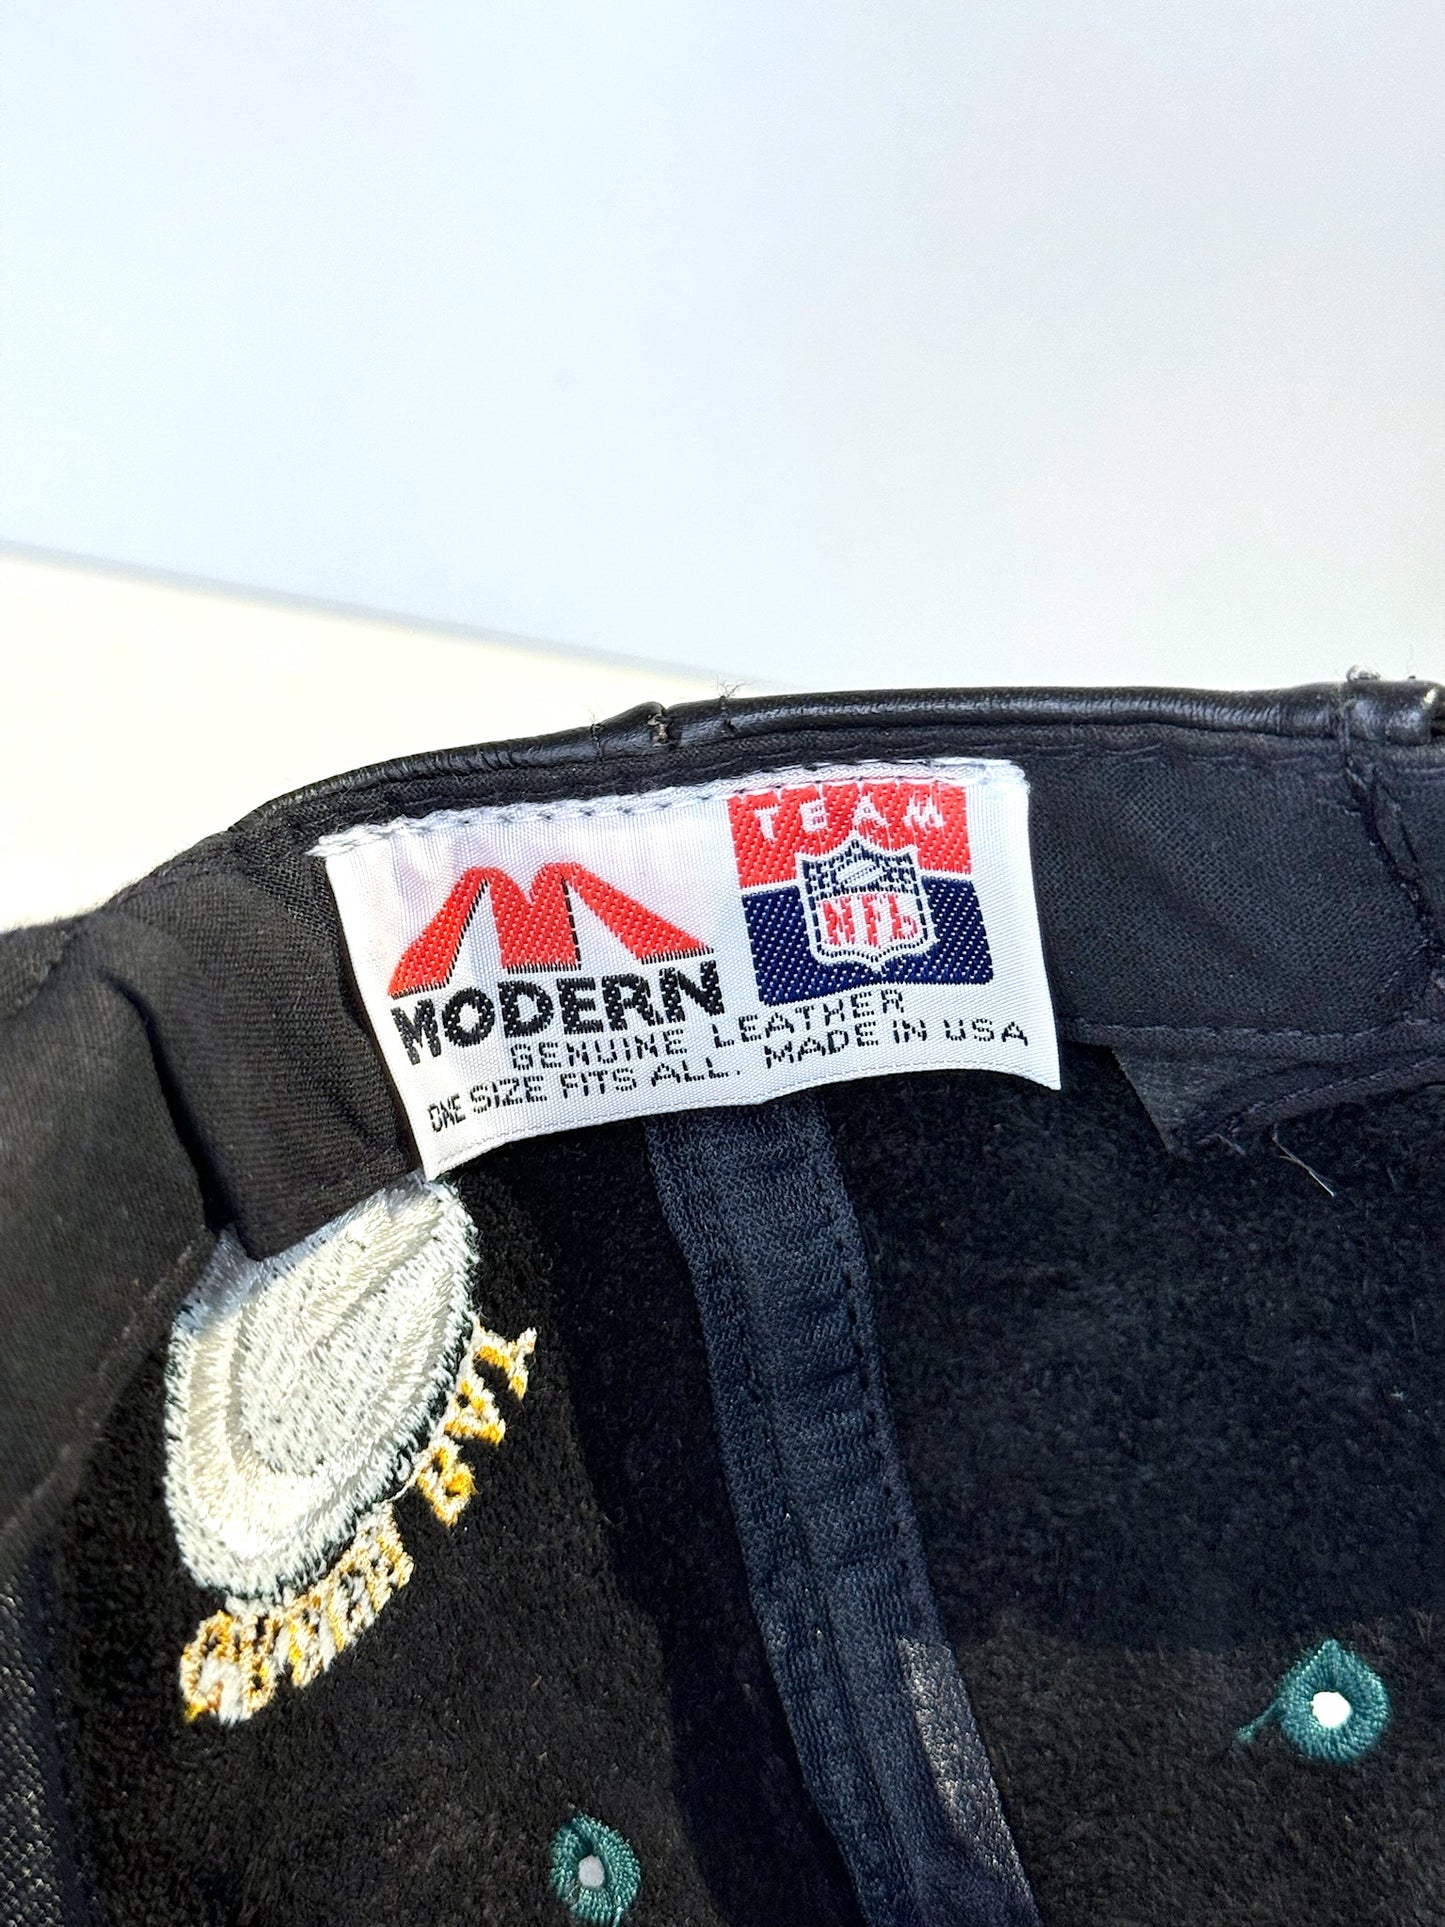 TEAM
NFL
MODERN
GENUINE LEATHER
ONE SIZE FITS ALL. MADE IN USA